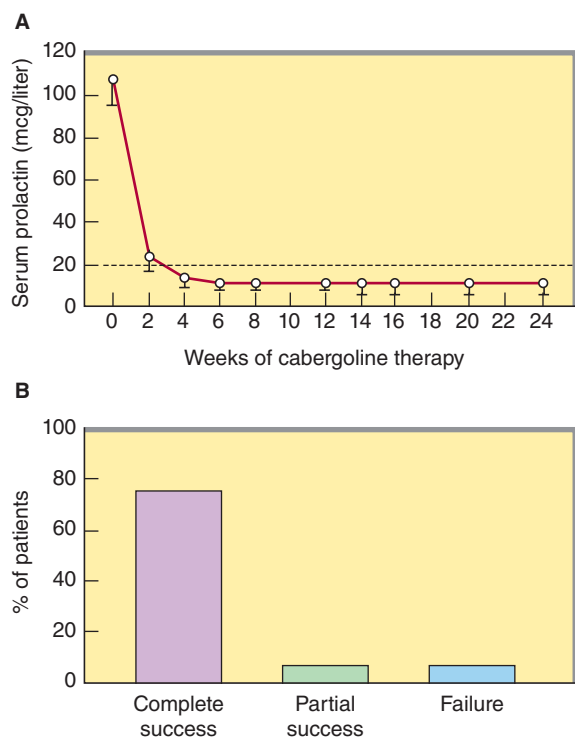 A
Serum prolactin (mcg/liter)
120
100
80
60
40
20
0
0 2 4 6 8 10 12 14 16 18 20 22 24
Weeks of cabergoline therapy
B
% of patients
100
80
60
40
20
0
Complete success
Partial success
Failure